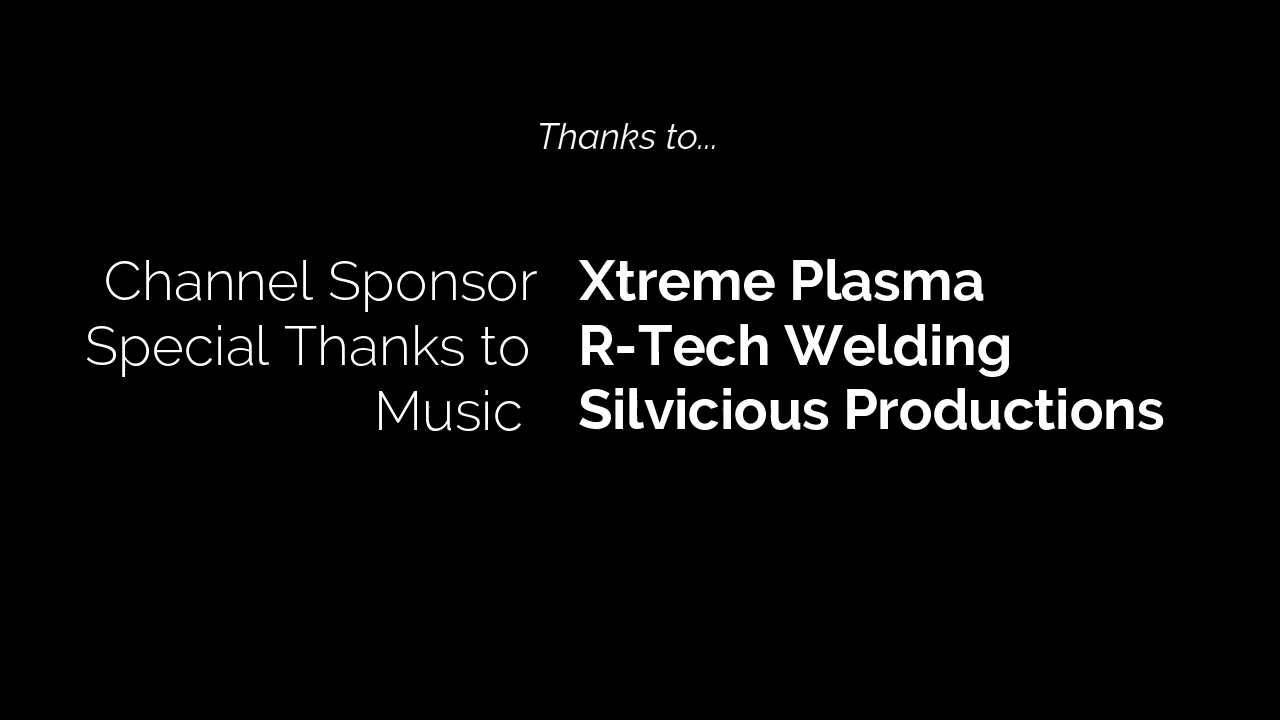 Thanks to...
Channel Sponsor Xtreme Plasma
Special Thanks to R-Tech Welding
Music Silvicious Productions